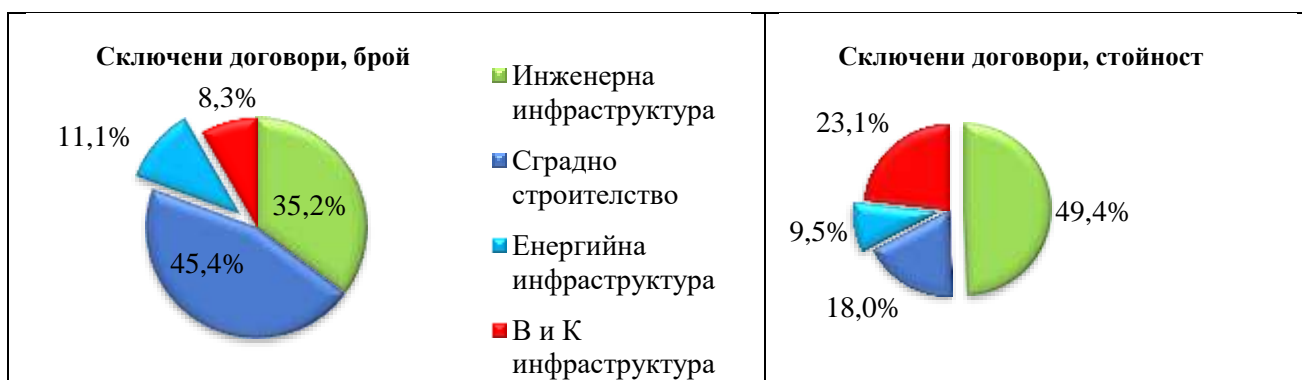 Сключени договори, брой
8,3%
11,1%
35,2%
45,4%
Инженерна
инфраструктура
Сградно
строителство
Енергийна
инфраструктура
В и К
инфраструктура
Сключени договори, стойност
23,1%
49,4%
9,5%
18,0%